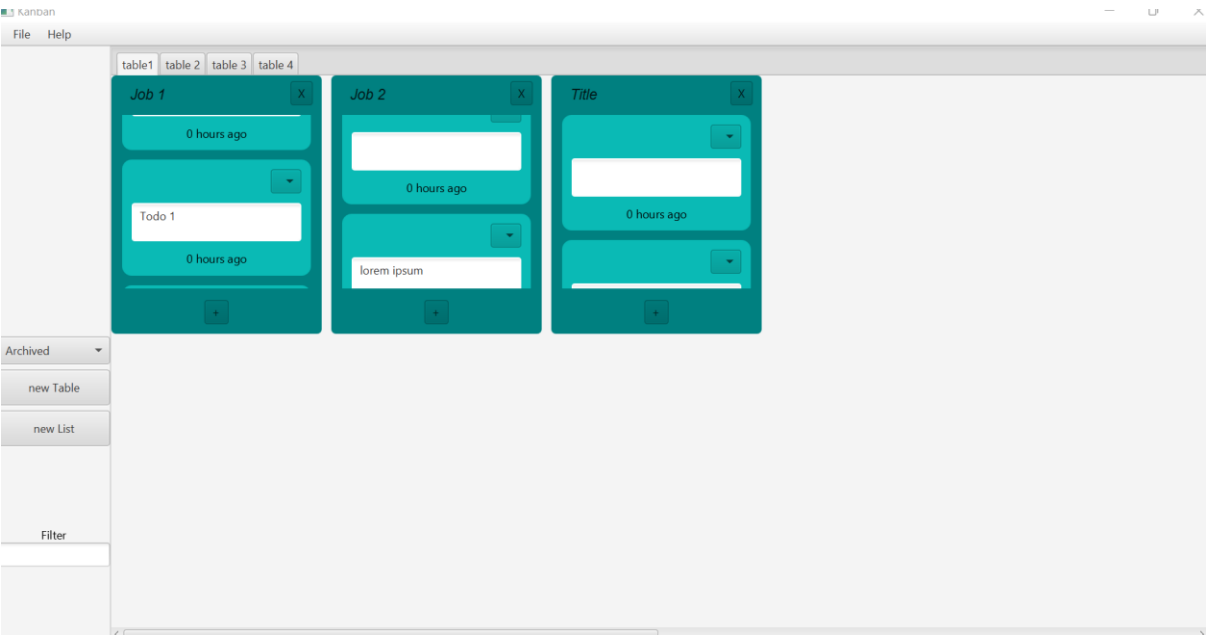 Kanban
File Help
table1 table 2 table 3 table 4
Job 1 X
0 hours ago
Todo 1
0 hours ago
+
Job 2 X
0 hours ago
lorem ipsum
+
Title X
0 hours ago
+
Archived
new Table
new List
Filter